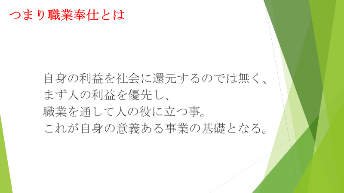 つまり職業奉仕とは
自身の利益を社会に還元するのでは無く、
まず人の利益を優先し、
職業を通して人の役に立つ事。
これが自身の意義ある事業の基礎となる。